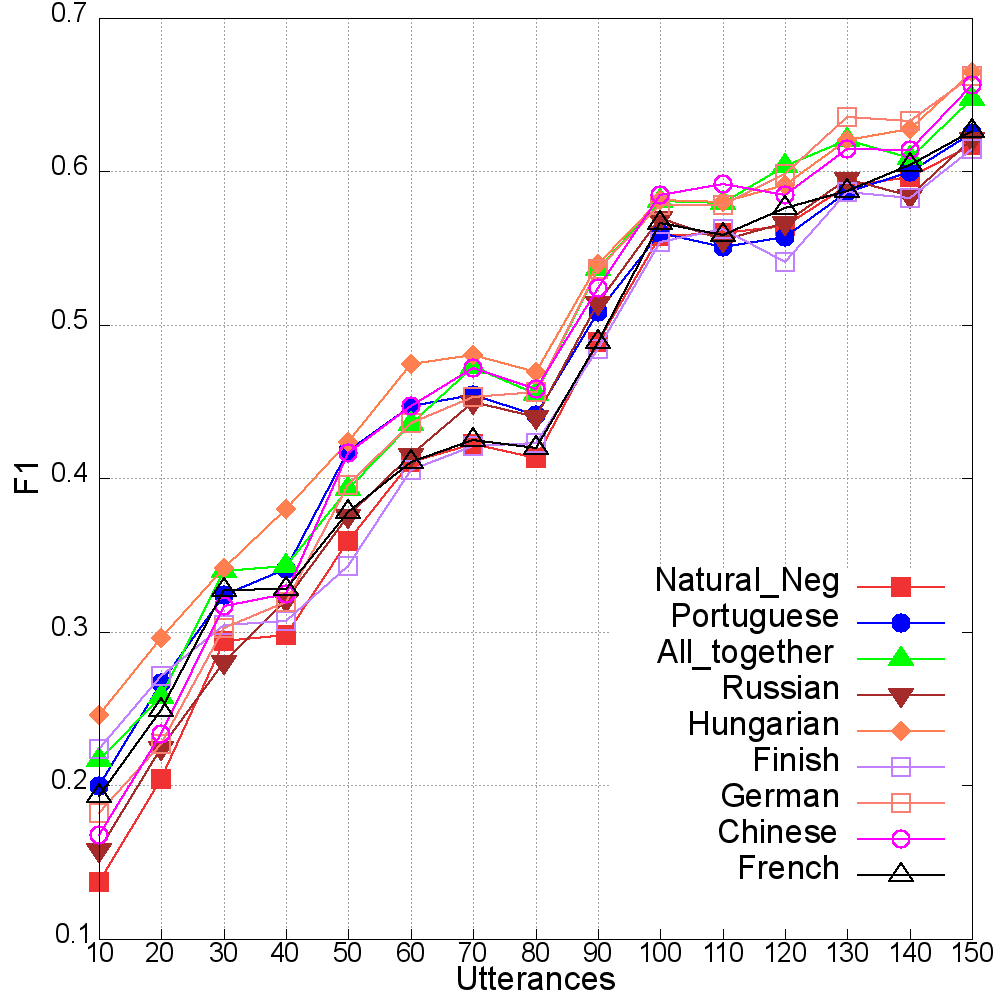 0.7
0.6
0.5
0.4
0.3
0.2
0.1
F1
Natural_Neg
Portuguese
All_together
Russian
Hungarian
Finish
German
Chinese
French
10 20 30 40 50 60 70 80 90 100 110 120 130 140 150
Utterances